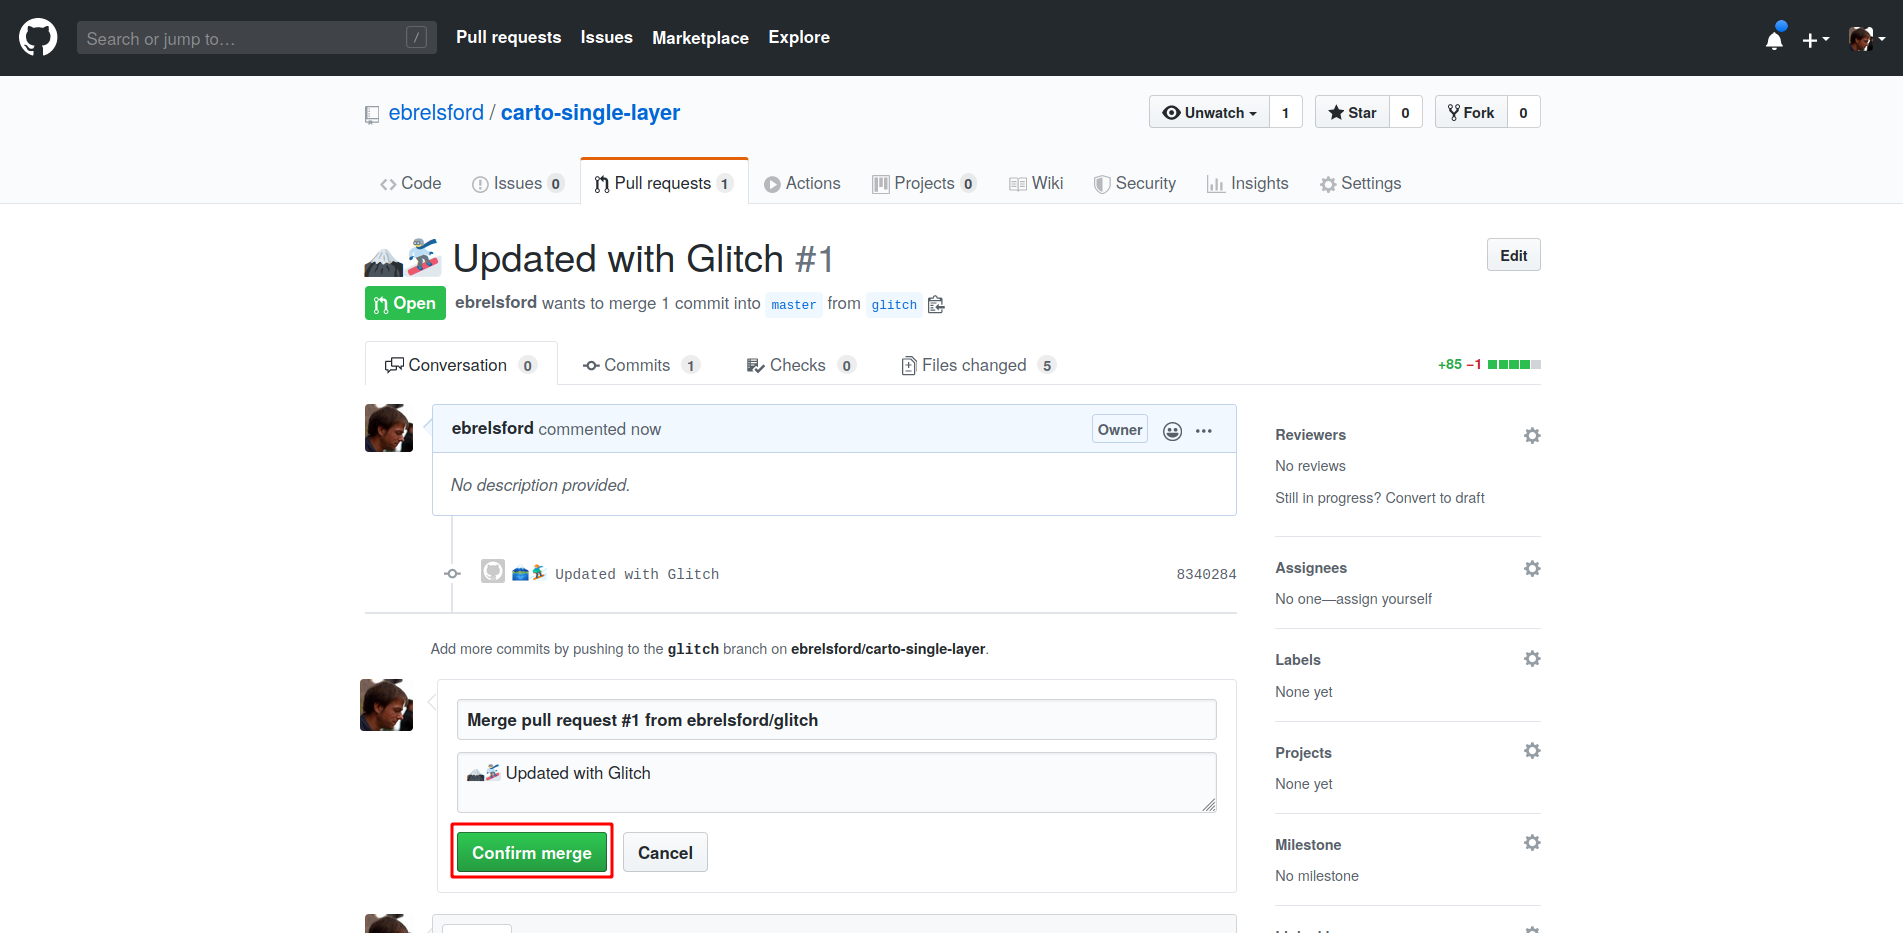 Search or jump to… /
Pull requests Issues Marketplace Explore
ebrelsford / carto-single-layer
Unwatch 1 Star 0 Fork 0
Code Issues 0 Pull requests 1 Actions Projects 0 Wiki Security Insights Settings
Updated with Glitch #1
Edit
Open ebrelsford wants to merge 1 commit into master from glitch
Conversation 0 Commits 1 Checks 0 Files changed 5
+85 −1
ebrelsford commented now
Owner
No description provided.
Updated with Glitch 8340284
Add more commits by pushing to the glitch branch on ebrelsford/carto-single-layer.
Merge pull request #1 from ebrelsford/glitch
Updated with Glitch
Confirm merge Cancel
Reviewers
No reviews
Still in progress? Convert to draft
Assignees
No one—assign yourself
Labels
None yet
Projects
None yet
Milestone
No milestone